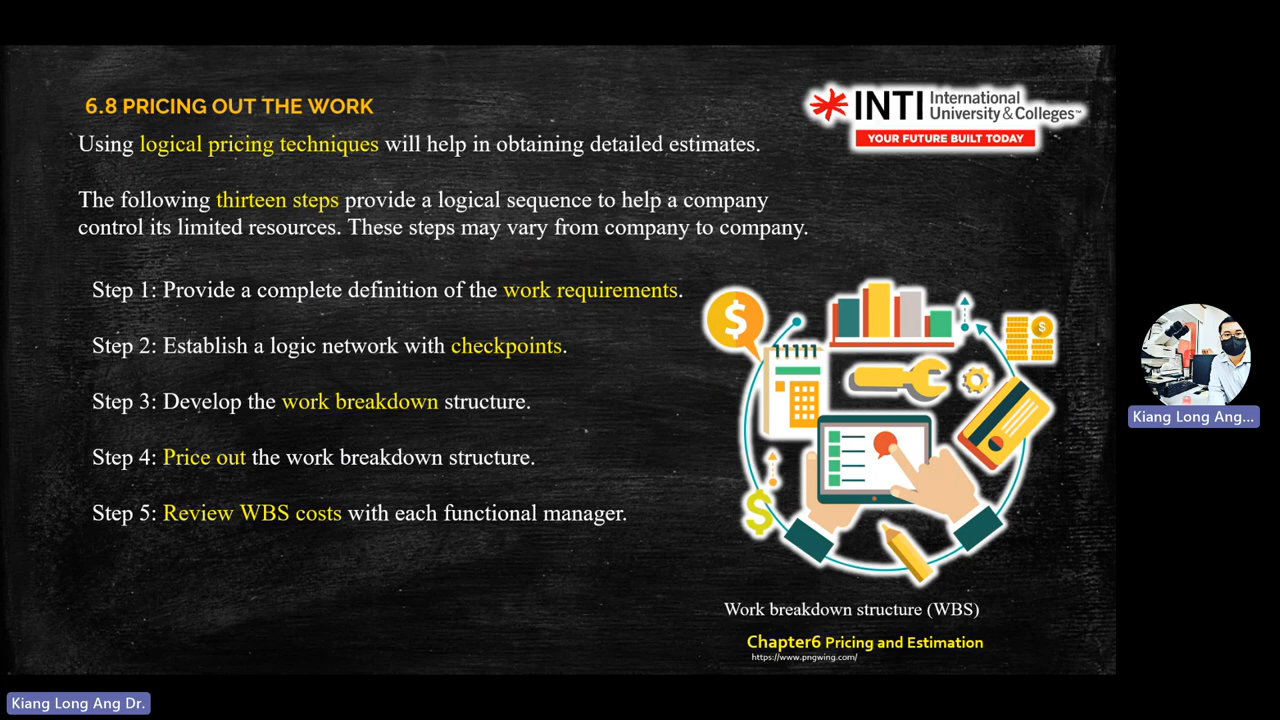 6.8 PRICING OUT THE WORK
INTI International
University & Colleges™
YOUR FUTURE BUILT TODAY
Using logical pricing techniques will help in obtaining detailed estimates.
The following thirteen steps provide a logical sequence to help a company
control its limited resources. These steps may vary from company to company.
Step 1: Provide a complete definition of the work requirements.
Step 2: Establish a logic network with checkpoints.
Step 3: Develop the work breakdown structure.
Step 4: Price out the work breakdown structure.
Step 5: Review WBS costs with each functional manager.
$
$
$
Work breakdown structure (WBS)
Chapter6 Pricing and Estimation
https://www.pngwing.com/
Kiang Long Ang...
Kiang Long Ang Dr.